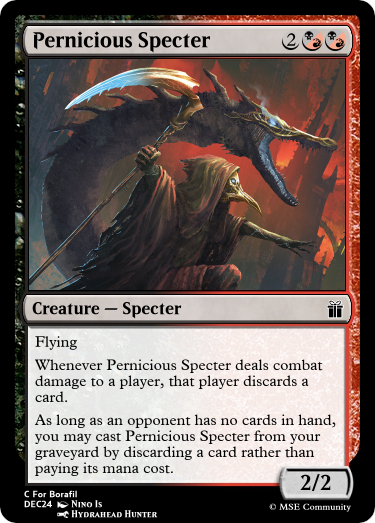 Pernicious Specter
2
Creature — Specter
Flying
Whenever Pernicious Specter deals combat
damage to a player, that player discards a
card.
As long as an opponent has no cards in hand,
you may cast Pernicious Specter from your
graveyard by discarding a card rather than
paying its mana cost.
2/2
C For Borafil
DEC24 Nino Is
Hydrahead Hunter
© MSE Community